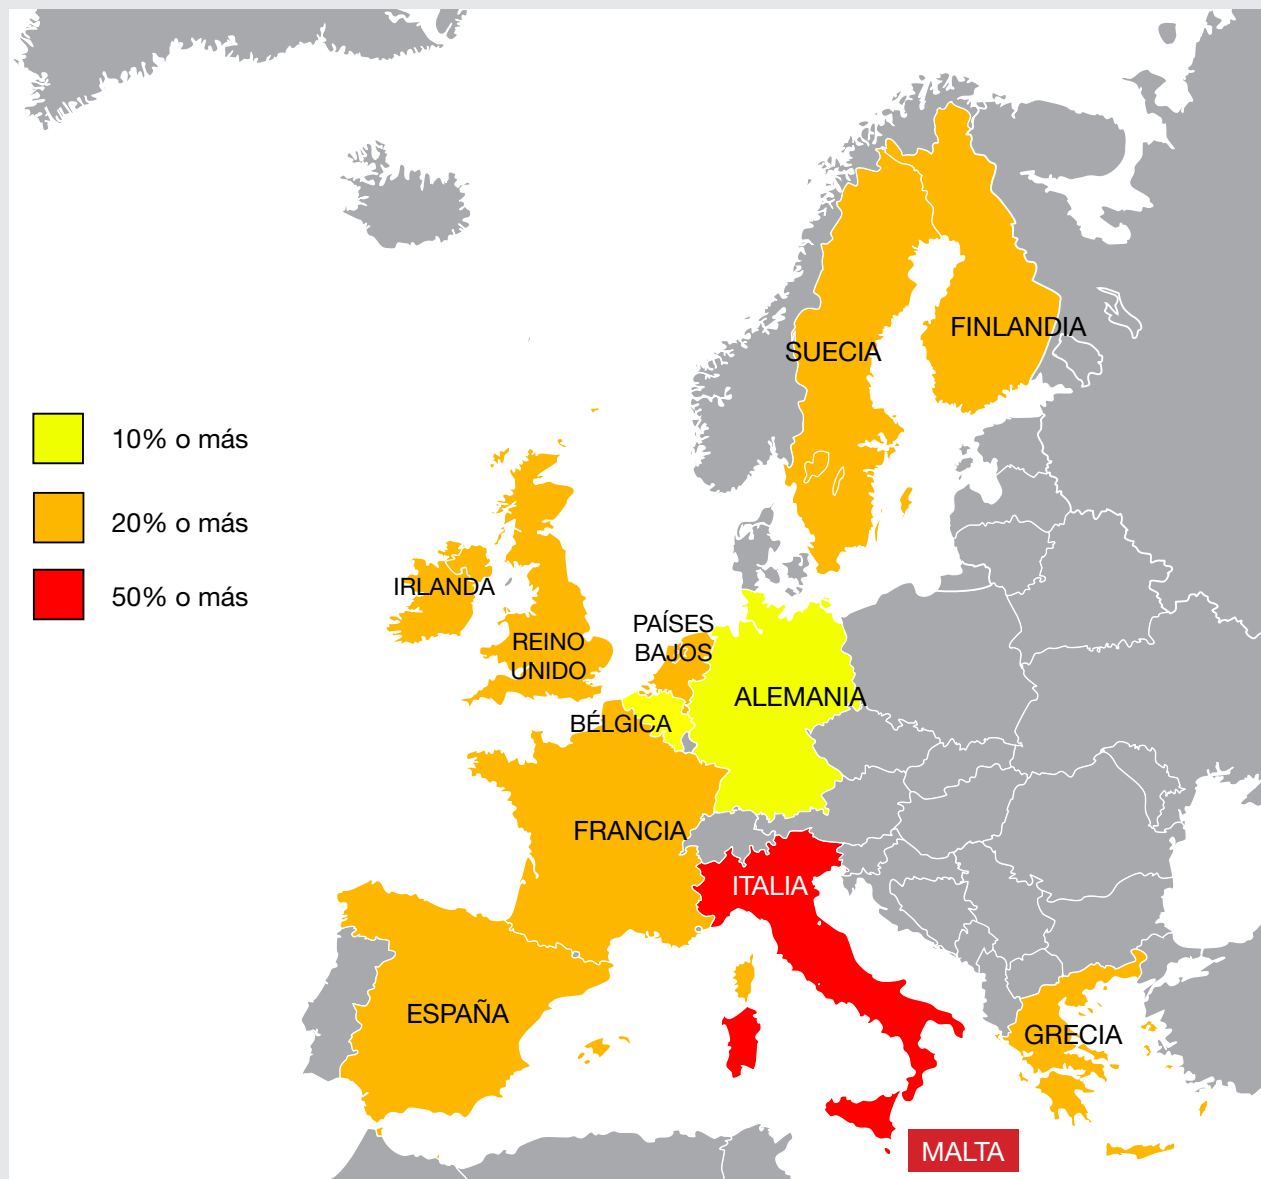 FINLANDIA
SUECIA
10% o más
20% o más
50% o más
IRLANDA
REINO
UNIDO
PAÍSES
BAJOS
ALEMANIA
BÉLGICA
FRANCIA
ITALIA
ESPAÑA
GRECIA
MALTA